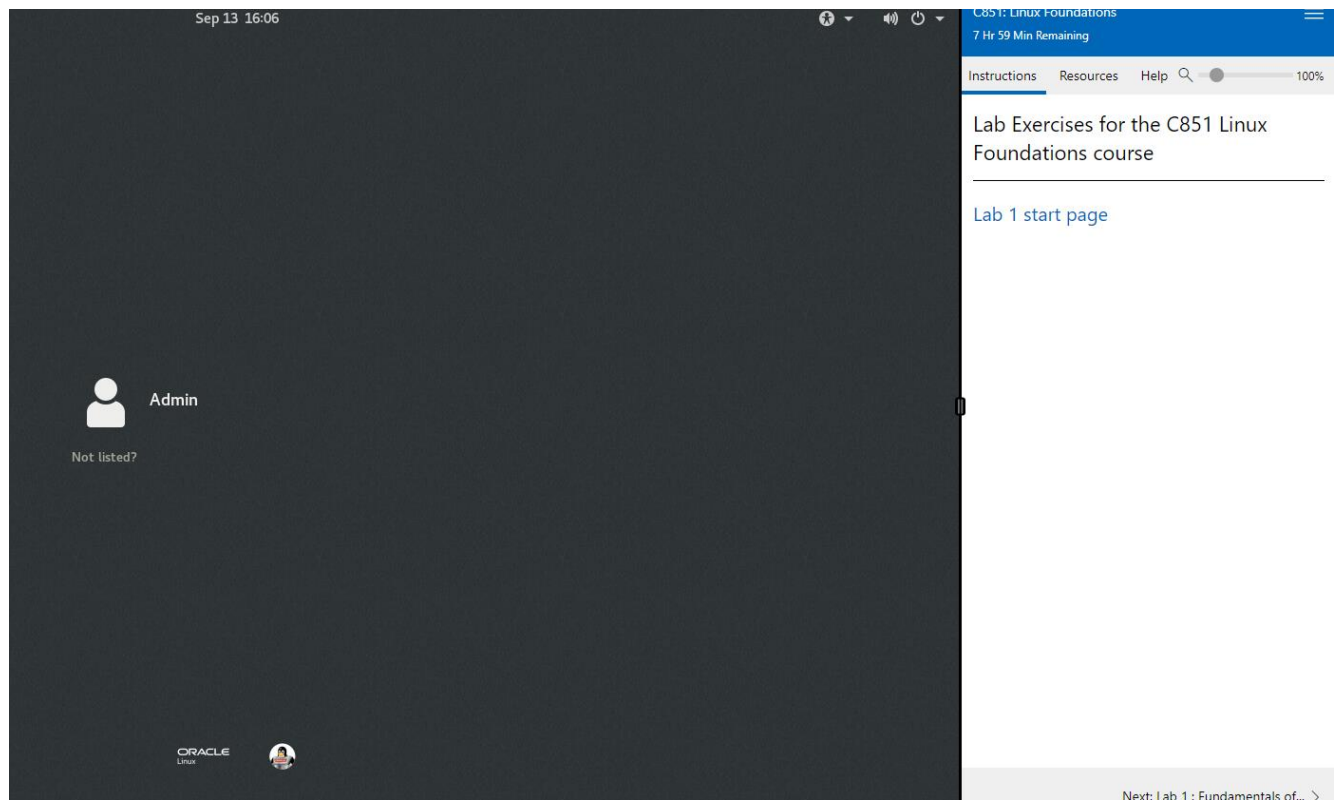 Sep 13 16:06
Admin
Not listed?
ORACLE
Linux
C851: Linux Foundations
7 Hr 59 Min Remaining
Instructions Resources Help 100%
Lab Exercises for the C851 Linux
Foundations course
Lab 1 start page
Next: Lab 1 : Fundamentals of...